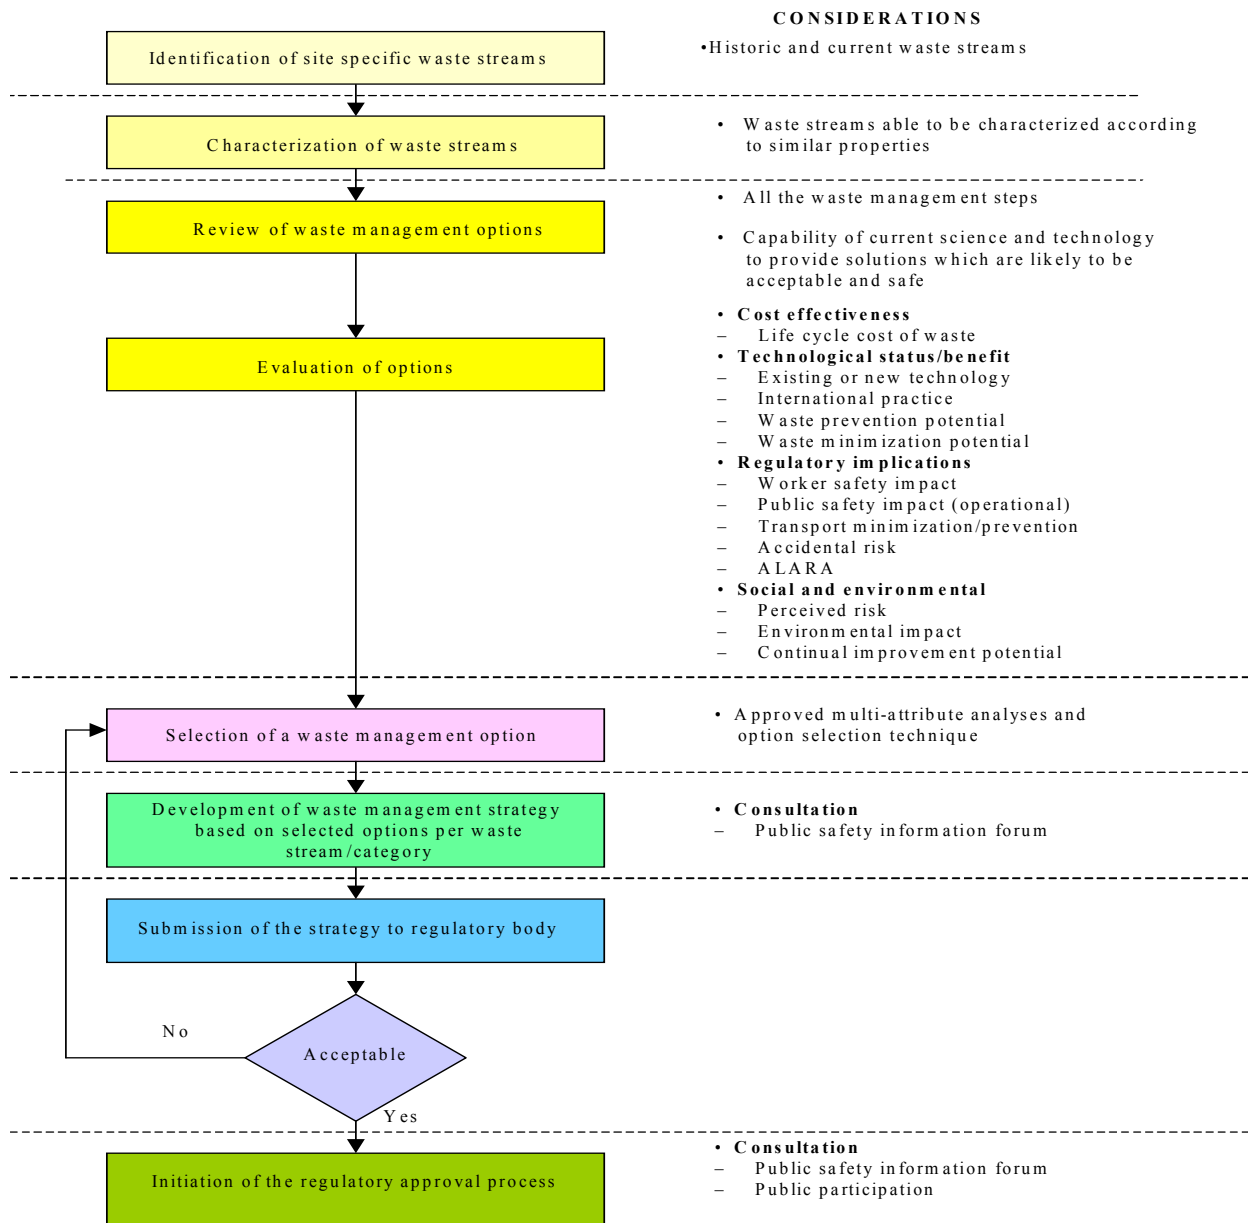 CONSIDERATIONS
Identification of site specific waste streams
•Historic and current waste streams
Characterization of waste streams
• Waste streams able to be characterized according
to similar properties
Review of waste management options
• All the waste management steps
• Capability of current science and technology
to provide solutions which are likely to be
acceptable and safe
Evaluation of options
• Cost effectiveness
– Life cycle cost of waste
• Technological status/benefit
– Existing or new technology
– International practice
– Waste prevention potential
– Waste minimization potential
• Regulatory implications
– Worker safety impact
– Public safety impact (operational)
– Transport minimization/prevention
– Accidental risk
– ALARA
• Social and environmental
– Perceived risk
– Environmental impact
– Continual improvement potential
Selection of a waste management option
• Approved multi-attribute analyses and
option selection technique
Development of waste management strategy
based on selected options per waste
stream/category
• Consultation
– Public safety information forum
Submission of the strategy to regulatory body
No
Acceptable
Yes
Initiation of the regulatory approval process
• Consultation
– Public safety information forum
– Public participation